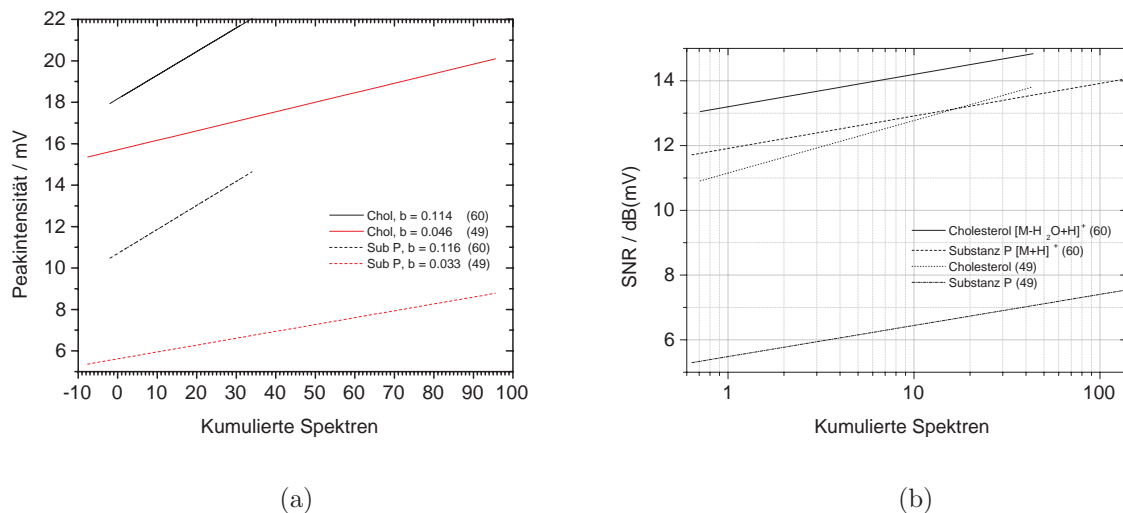 22
20
18
16
14
12
10
8
6
Peakintensität / mV
-10 0 10 20 30 40 50 60 70 80 90 100
Kumulierte Spektren
Chol, b = 0.114 (60)
Chol, b = 0.046 (49)
Sub P, b = 0.116 (60)
Sub P, b = 0.033 (49)
(a)
14
12
10
8
6
SNR / dB(mV)
1 10 100
Kumulierte Spektren
Cholesterol [M-H2O+H]+ (60)
Substanz P [M+H]+ (60)
Cholesterol (49)
Substanz P (49)
(b)